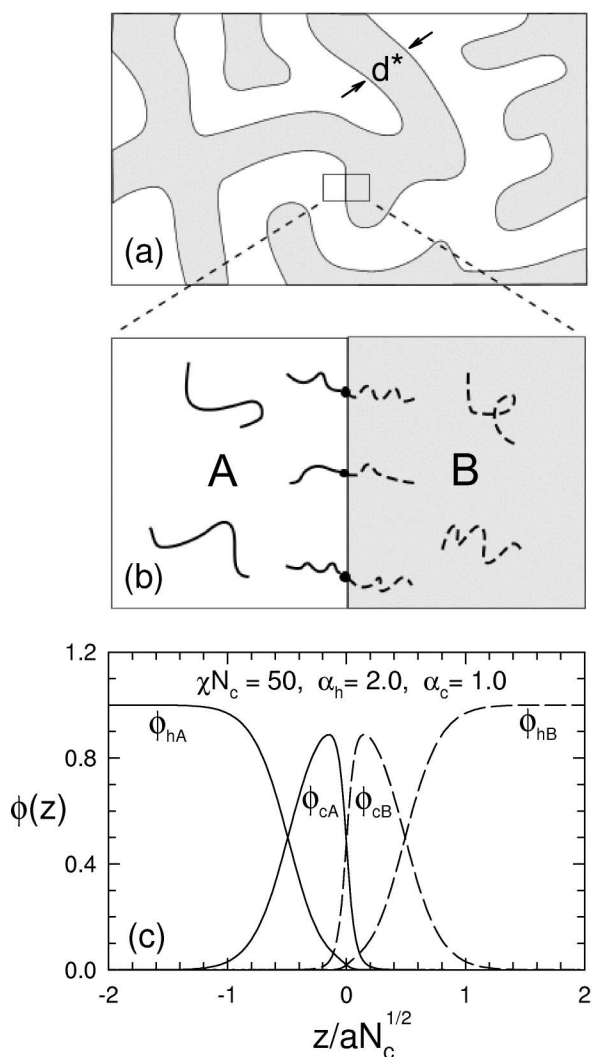 d*
(a)
A B
(b)
χN_c = 50, α_h = 2.0, α_c = 1.0
ϕ_hA ϕ_hB
ϕ_cA ϕ_cB
ϕ(z)
1.2
0.8
0.4
0.0
(c)
-2 -1 0 1 2
z/aN_c^1/2